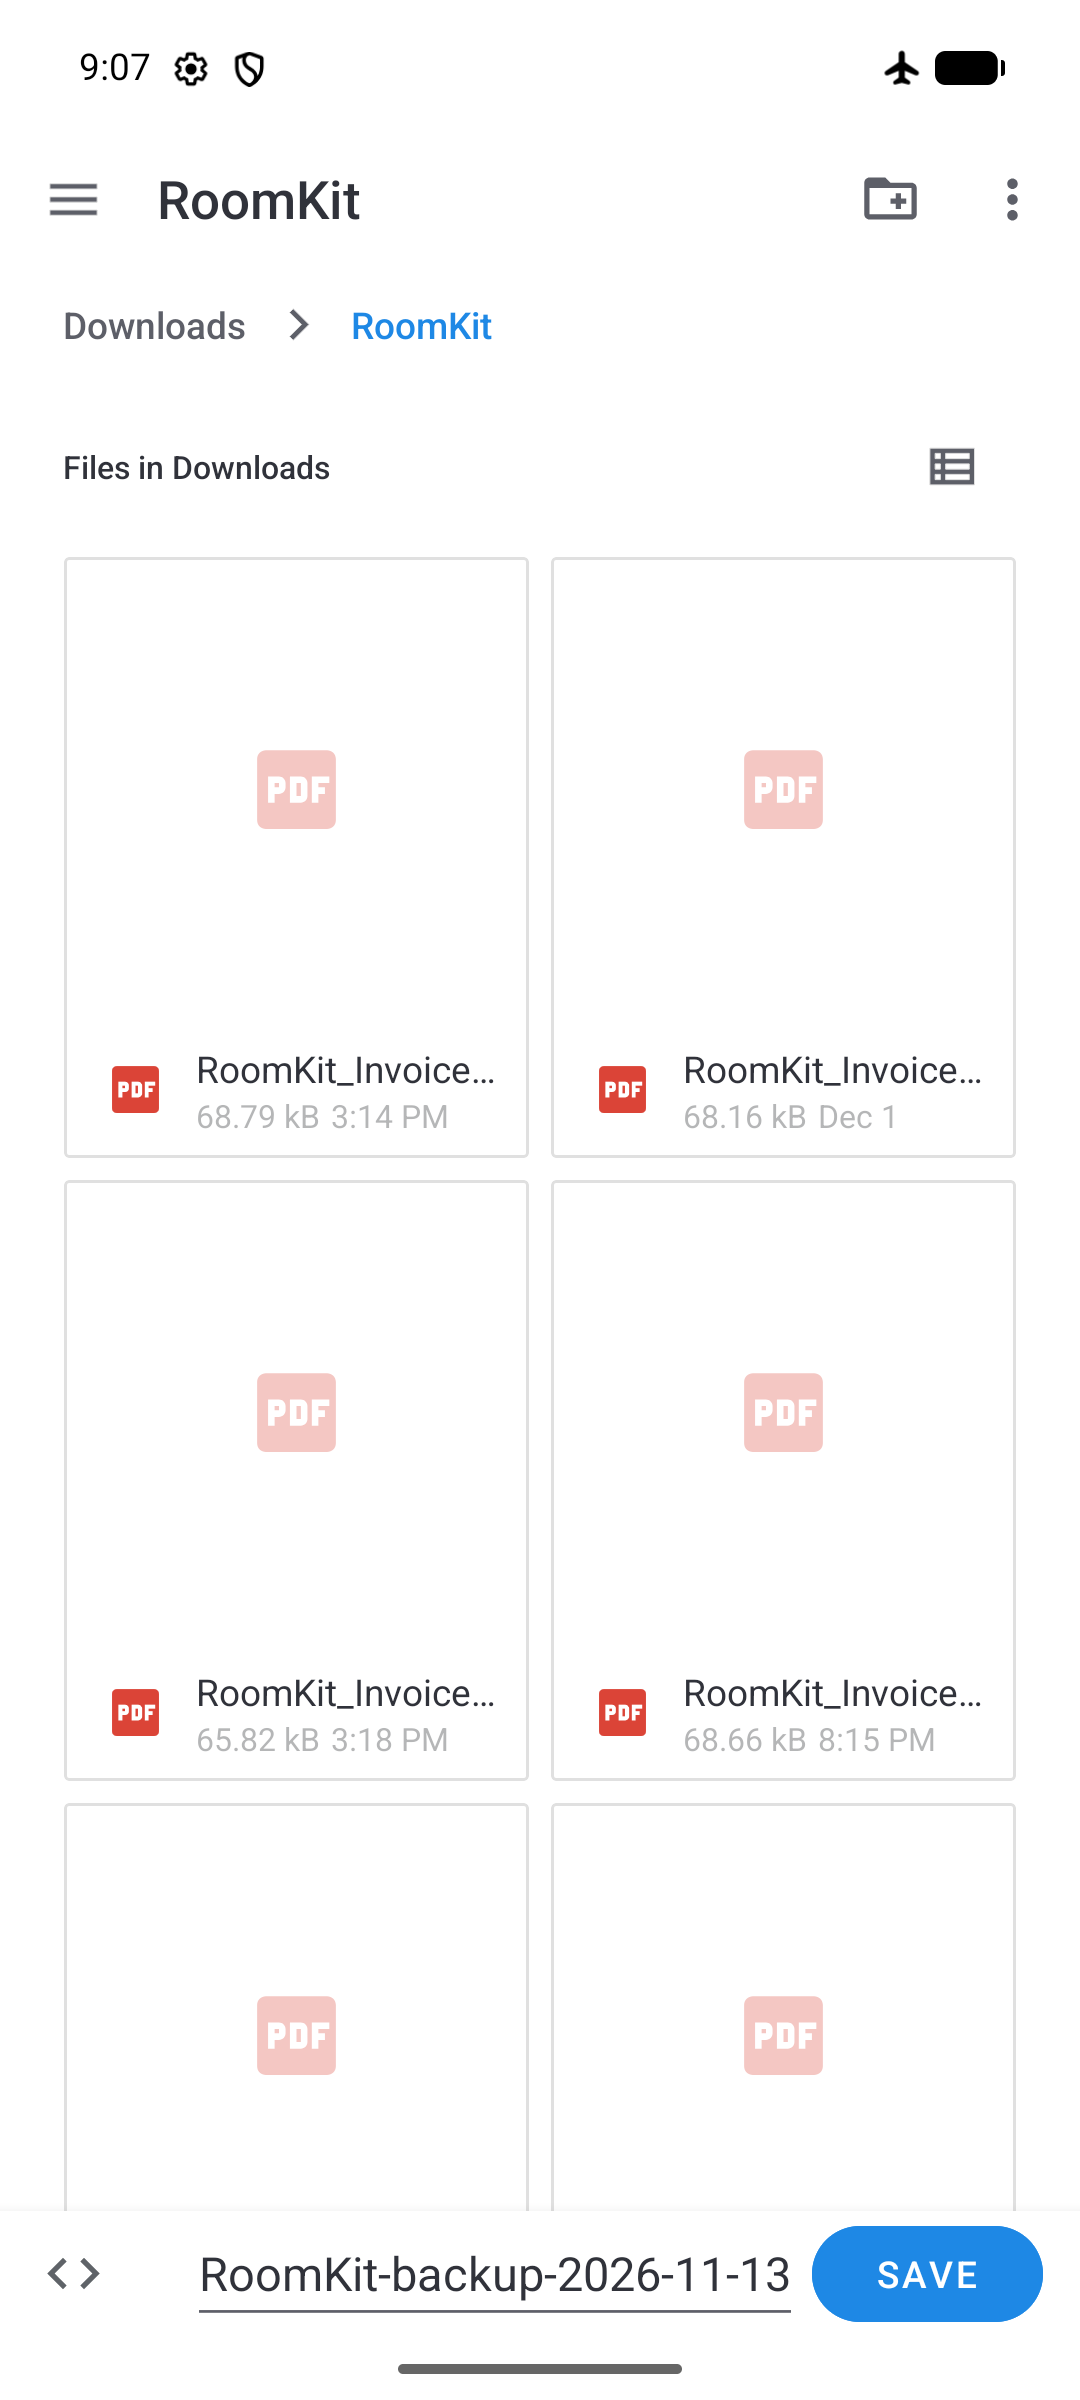 9:07
RoomKit
Downloads > RoomKit
Files in Downloads
PDF
PDF
PDF RoomKit_Invoice...
68.79 kB 3:14 PM
PDF RoomKit_Invoice...
68.16 kB Dec 1
PDF
PDF
PDF RoomKit_Invoice...
65.82 kB 3:18 PM
PDF RoomKit_Invoice...
68.66 kB 8:15 PM
PDF
PDF
RoomKit-backup-2026-11-13
SAVE